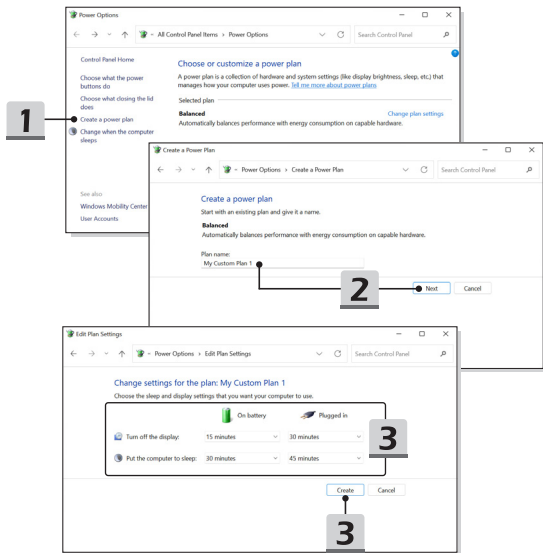 Power Options
All Control Panel Items › Power Options
Search Control Panel
Control Panel Home
Choose what the power
buttons do
Choose what closing the lid
does
Create a power plan
Change when the computer
sleeps
See also
Windows Mobility Center
User Accounts
Choose or customize a power plan
A power plan is a collection of hardware and system settings (like display brightness, sleep, etc.) that
manages how your computer uses power. Tell me more about power plans
Selected plan
Balanced
Change plan settings
Automatically balances performance with energy consumption on capable hardware.
1
Create a Power Plan
Power Options › Create a Power Plan
Search Control Panel
Create a power plan
Start with an existing plan and give it a name.
Balanced
Automatically balances performance with energy consumption on capable hardware.
Plan name:
My Custom Plan 1
2
Next
Cancel
Edit Plan Settings
Power Options › Edit Plan Settings
Search Control Panel
Change settings for the plan: My Custom Plan 1
Choose the sleep and display settings that you want your computer to use.
On battery
Plugged in
Turn off the display:
15 minutes
30 minutes
Put the computer to sleep:
30 minutes
45 minutes
3
Create
Cancel
3